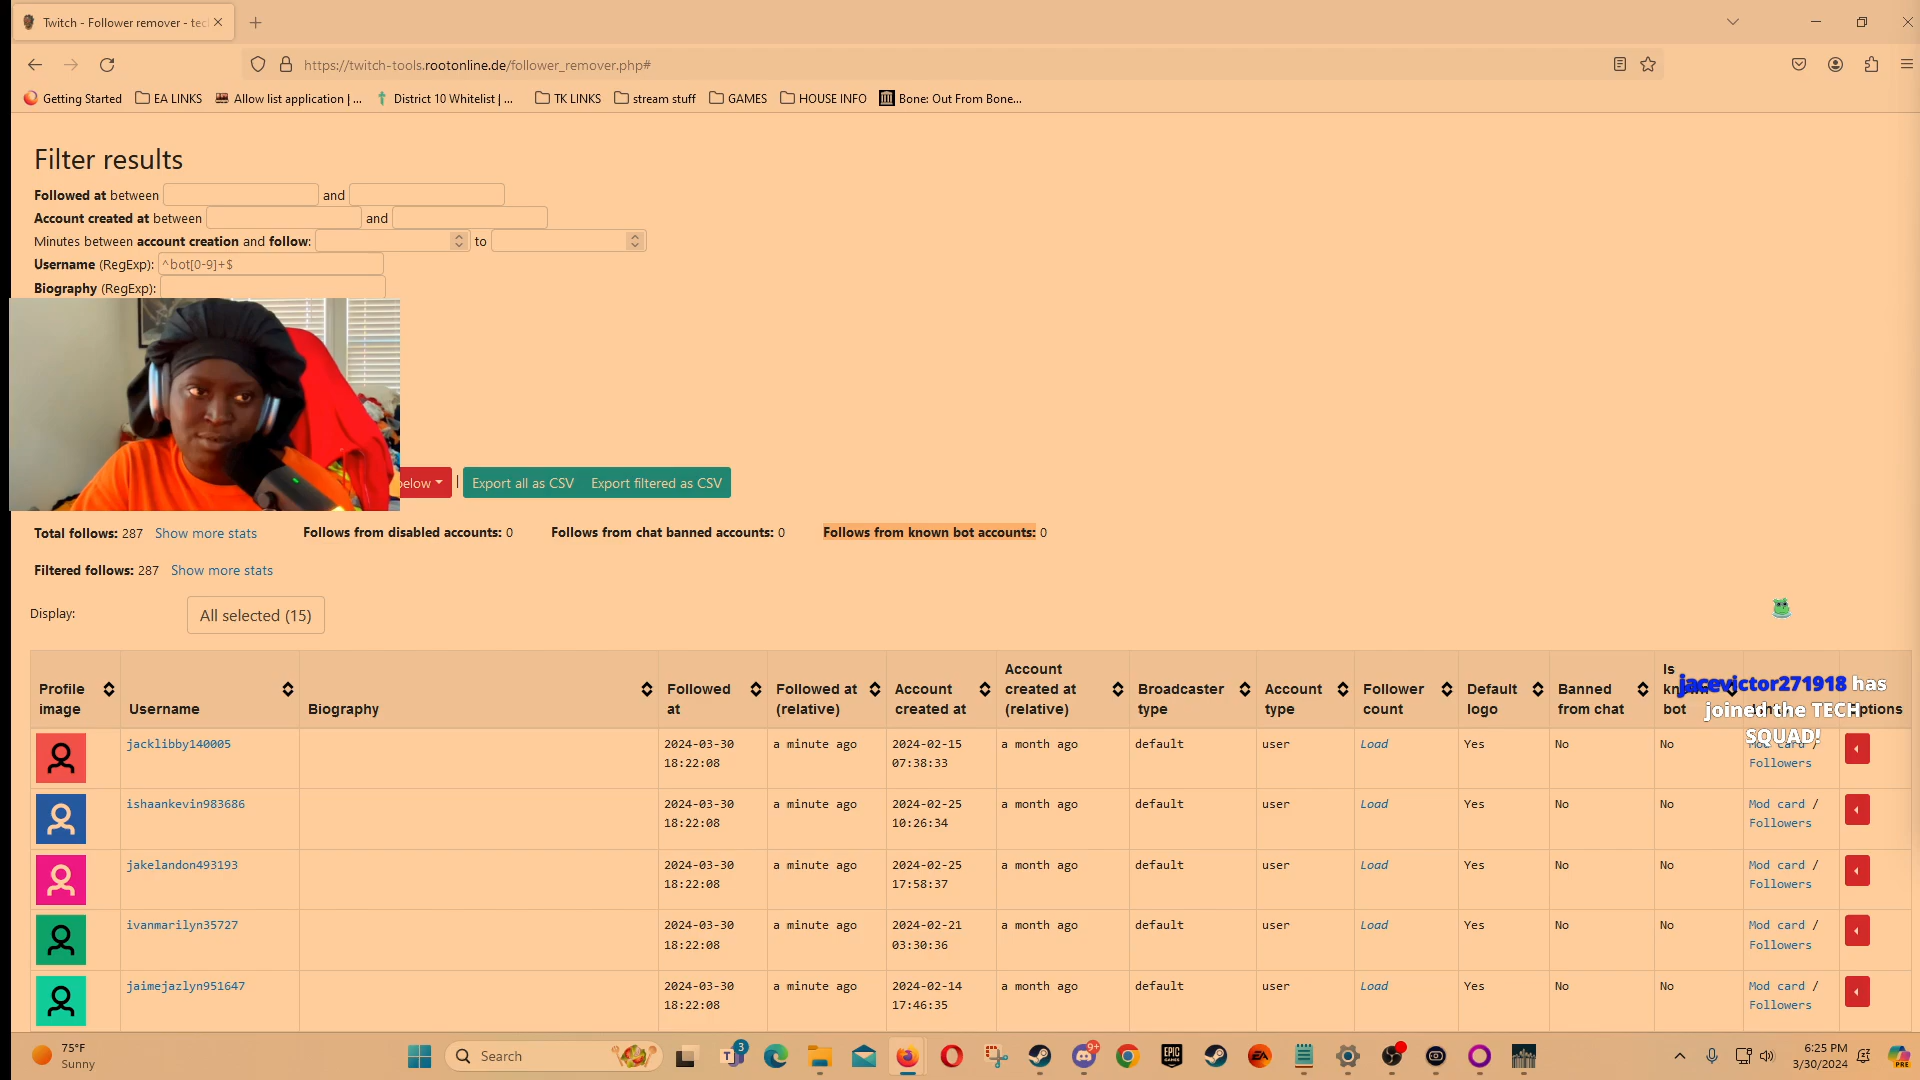 Twitch - Follower remover - tec
https://twitch-tools.rootonline.de/follower_remover.php#
Getting Started EA LINKS Allow list application | ... District 10 Whitelist | ... TK LINKS stream stuff GAMES HOUSE INFO Bone: Out From Bone...
Filter results
Followed at between and
Account created at between and
Minutes between account creation and follow: to
Username (RegExp): ^bot[0-9]+$
Biography (RegExp):
below | Export all as CSV Export filtered as CSV
Total follows: 287 Show more stats Follows from disabled accounts: 0 Follows from chat banned accounts: 0 Follows from known bot accounts: 0
Filtered follows: 287 Show more stats
Display: All selected (15)
Profile image Username Biography Followed at Followed at (relative) Account created at Account created at (relative) Broadcaster type Account type Follower count Default logo Banned from chat Is known bot Options
jacevictor271918 has
joined the TECH
SQUAD!
jacklibby140005 2024-03-30 18:22:08 a minute ago 2024-02-15 07:38:33 a month ago default user Load Yes No No Mod card / Followers
ishaankevin983686 2024-03-30 18:22:08 a minute ago 2024-02-25 10:26:34 a month ago default user Load Yes No No Mod card / Followers
jakelandon493193 2024-03-30 18:22:08 a minute ago 2024-02-25 17:58:37 a month ago default user Load Yes No No Mod card / Followers
ivanmarilyn35727 2024-03-30 18:22:08 a minute ago 2024-02-21 03:30:36 a month ago default user Load Yes No No Mod card / Followers
jaimejazlyn951647 2024-03-30 18:22:08 a minute ago 2024-02-14 17:46:35 a month ago default user Load Yes No No Mod card / Followers
75°F
Sunny
Search
3
9+
EPIC GAMES
EA
6:25 PM
3/30/2024
PRE